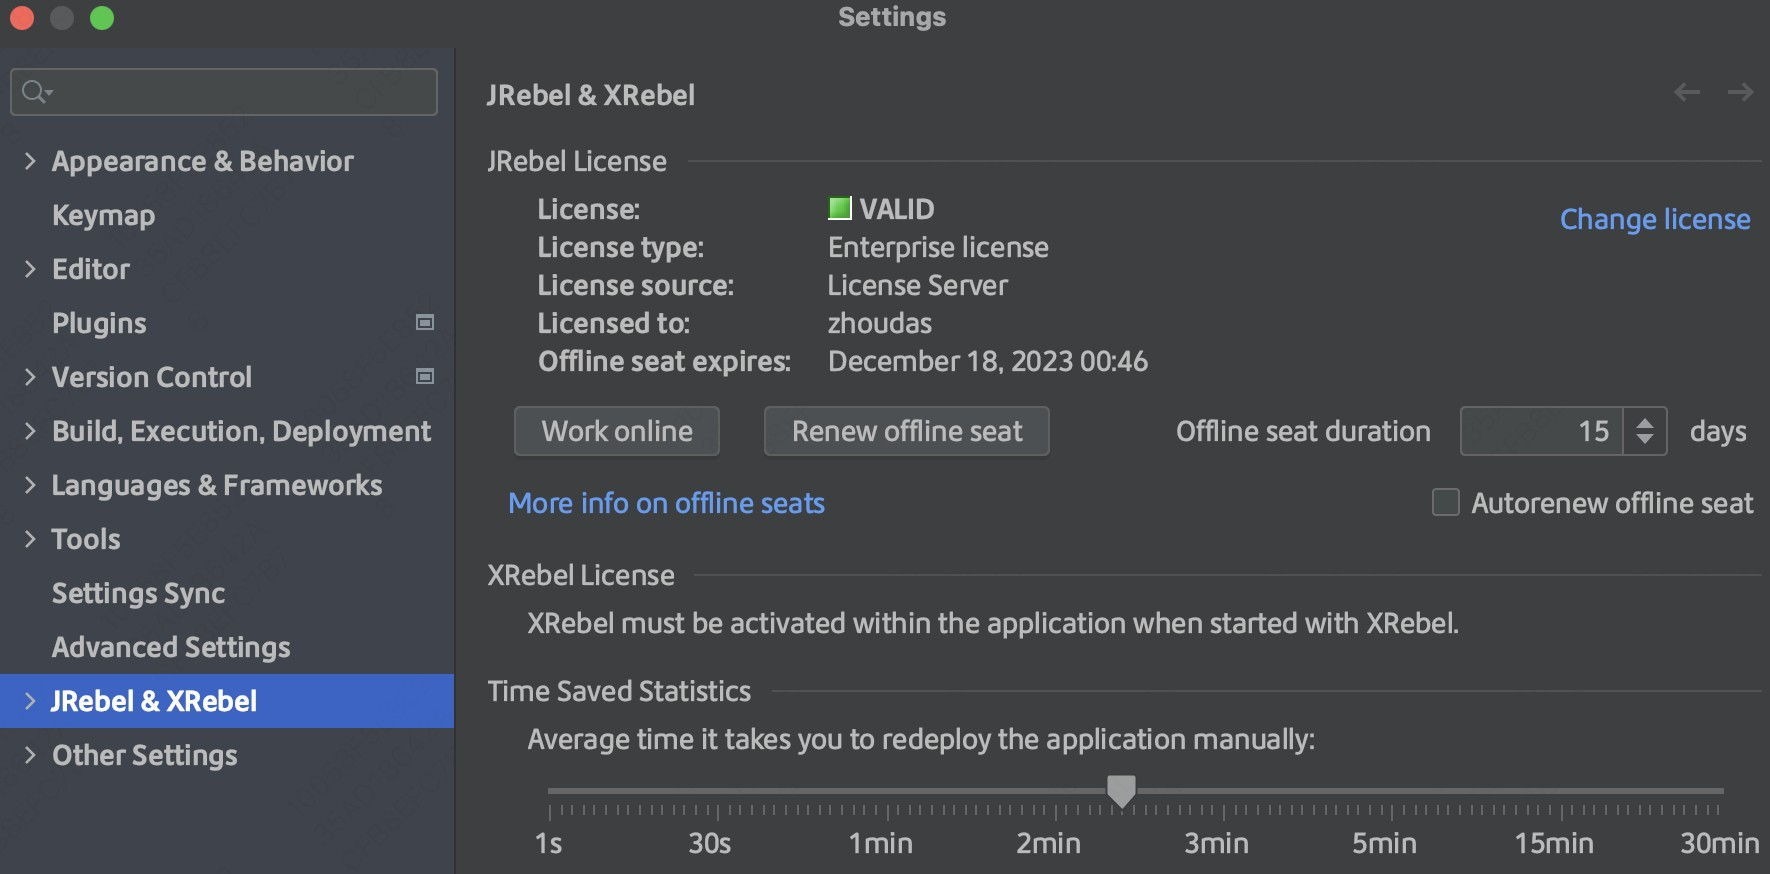 Settings
JRebel & XRebel
Appearance & Behavior
Keymap
Editor
Plugins
Version Control
Build, Execution, Deployment
Languages & Frameworks
Tools
Settings Sync
Advanced Settings
JRebel & XRebel
Other Settings
JRebel License
License: VALID
Change license
License type: Enterprise license
License source: License Server
Licensed to: zhoudas
Offline seat expires: December 18, 2023 00:46
Work online Renew offline seat Offline seat duration 15 days
More info on offline seats Autorenew offline seat
XRebel License
XRebel must be activated within the application when started with XRebel.
Time Saved Statistics
Average time it takes you to redeploy the application manually:
1s 30s 1min 2min 3min 5min 15min 30min